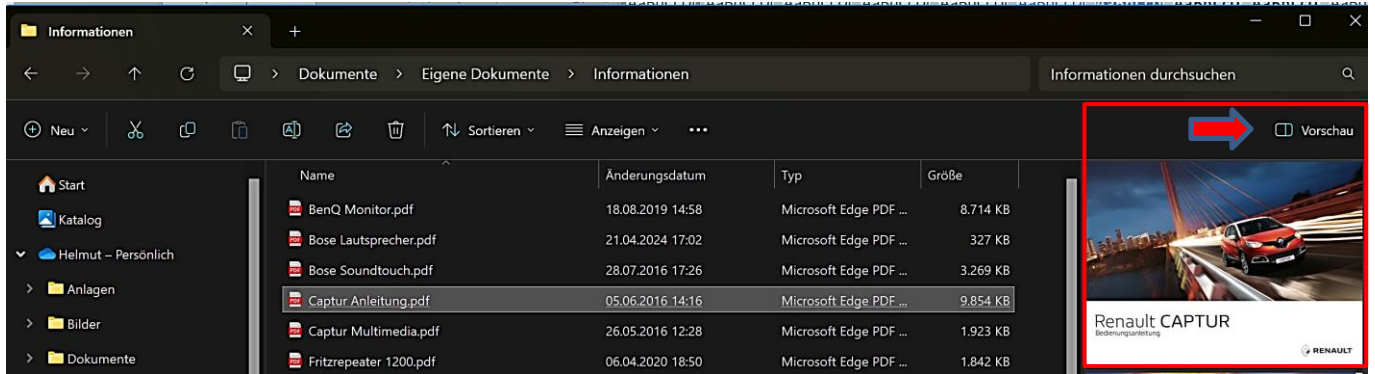 Informationen
Dokumente > Eigene Dokumente > Informationen
Informationen durchsuchen
Neu
Sortieren
Anzeigen
Vorschau
Start
Katalog
Helmut – Persönlich
Anlagen
Bilder
Dokumente
Name Änderungsdatum Typ Größe
BenQ Monitor.pdf 18.08.2019 14:58 Microsoft Edge PDF ... 8.714 KB
Bose Lautsprecher.pdf 21.04.2024 17:02 Microsoft Edge PDF ... 327 KB
Bose Soundtouch.pdf 28.07.2016 17:26 Microsoft Edge PDF ... 3.269 KB
Captur Anleitung.pdf 05.06.2016 14:16 Microsoft Edge PDF ... 9.854 KB
Captur Multimedia.pdf 26.05.2016 12:28 Microsoft Edge PDF ... 1.923 KB
Fritzrepeater 1200.pdf 06.04.2020 18:50 Microsoft Edge PDF ... 1.842 KB
Renault CAPTUR
Bedienungsanleitung
RENAULT